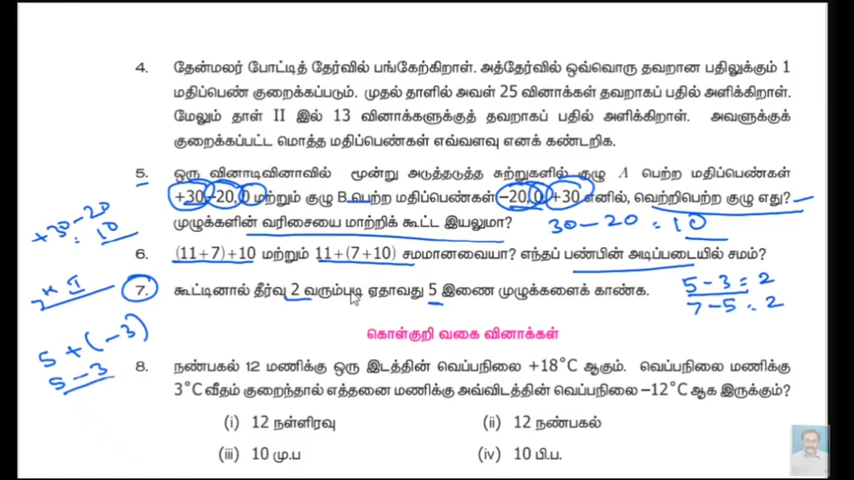 4. தேன்மலர் போட்டித் தேர்வில் பங்கேற்கிறாள். அத்தேர்வில் ஒவ்வொரு தவறான பதிலுக்கும் 1
மதிப்பெண் குறைக்கப்படும். முதல் தாளில் அவள் 25 வினாக்கள் தவறாகப் பதில் அளிக்கிறாள்.
மேலும் தாள் II இல் 13 வினாக்களுக்குத் தவறாகப் பதில் அளிக்கிறாள். அவளுக்குக்
குறைக்கப்பட்ட மொத்த மதிப்பெண்கள் எவ்வளவு எனக் கண்டறிக.
5. ஒரு வினாடிவினாவில் மூன்று அடுத்தடுத்த சுற்றுகளில் குழு A பெற்ற மதிப்பெண்கள்
+30, −20, 0 மற்றும் குழு B பெற்ற மதிப்பெண்கள் −20, 0, +30 எனில், வெற்றிபெற்ற குழு எது?
முழுக்களின் வரிசையை மாற்றிக் கூட்ட இயலுமா?
+30 − 20
= 10
30 − 20 = 10
6. (11+7)+10 மற்றும் 11+(7+10) சமமானவையா? எந்தப் பண்பின் அடிப்படையில் சமம்?
7. கூட்டினால் தீர்வு 2 வரும்படி ஏதாவது 5 இணை முழுக்களைக் காண்க.
5 − 3 = 2
7 − 5 = 2
5 + (−3)
5 − 3
கொள்குறி வகை வினாக்கள்
8. நண்பகல் 12 மணிக்கு ஒரு இடத்தின் வெப்பநிலை +18°C ஆகும். வெப்பநிலை மணிக்கு
3°C வீதம் குறைந்தால் எத்தனை மணிக்கு அவ்விடத்தின் வெப்பநிலை −12°C ஆக இருக்கும்?
(i) 12 நள்ளிரவு (ii) 12 நண்பகல்
(iii) 10 மு.ப (iv) 10 பி.ப.